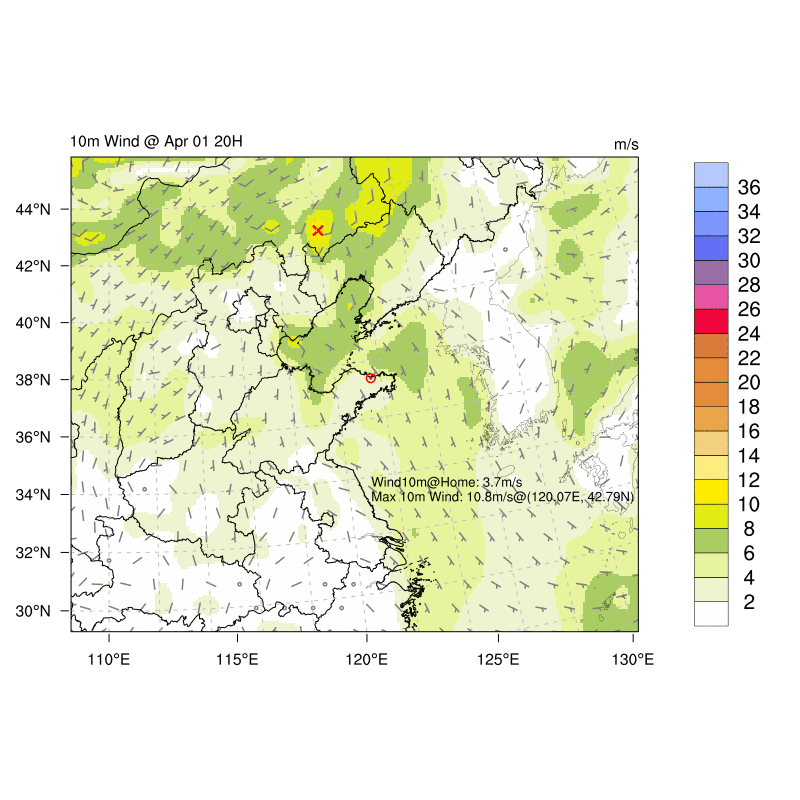 10m Wind @ Apr 01 20H
m/s
44°N
42°N
40°N
38°N
36°N
34°N
32°N
30°N
110°E
115°E
120°E
125°E
130°E
Wind10m@Home: 3.7m/s
Max 10m Wind: 10.8m/s@(120.07E, 42.79N)
36
34
32
30
28
26
24
22
20
18
16
14
12
10
8
6
4
2